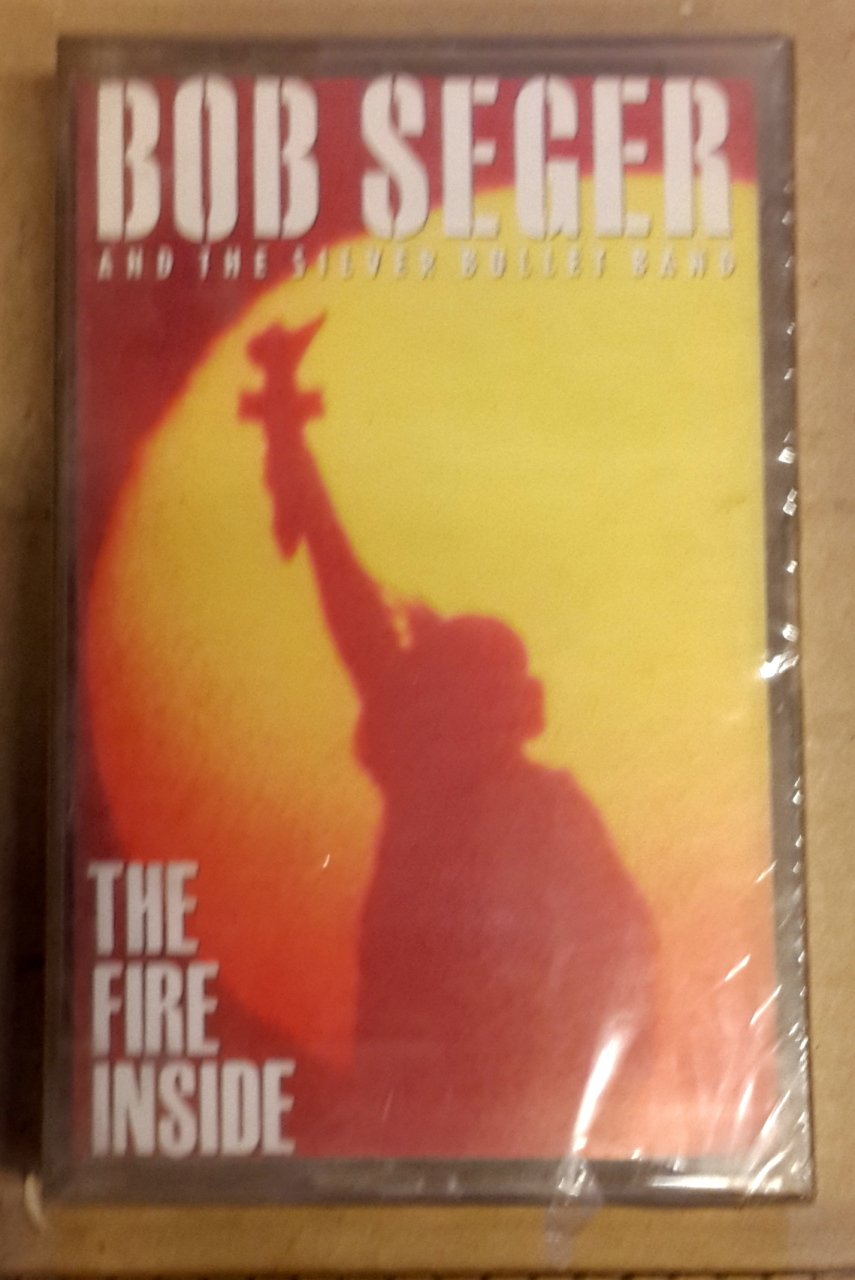 BOB SEGER
AND THE SILVER BULLET BAND
THE
FIRE
INSIDE